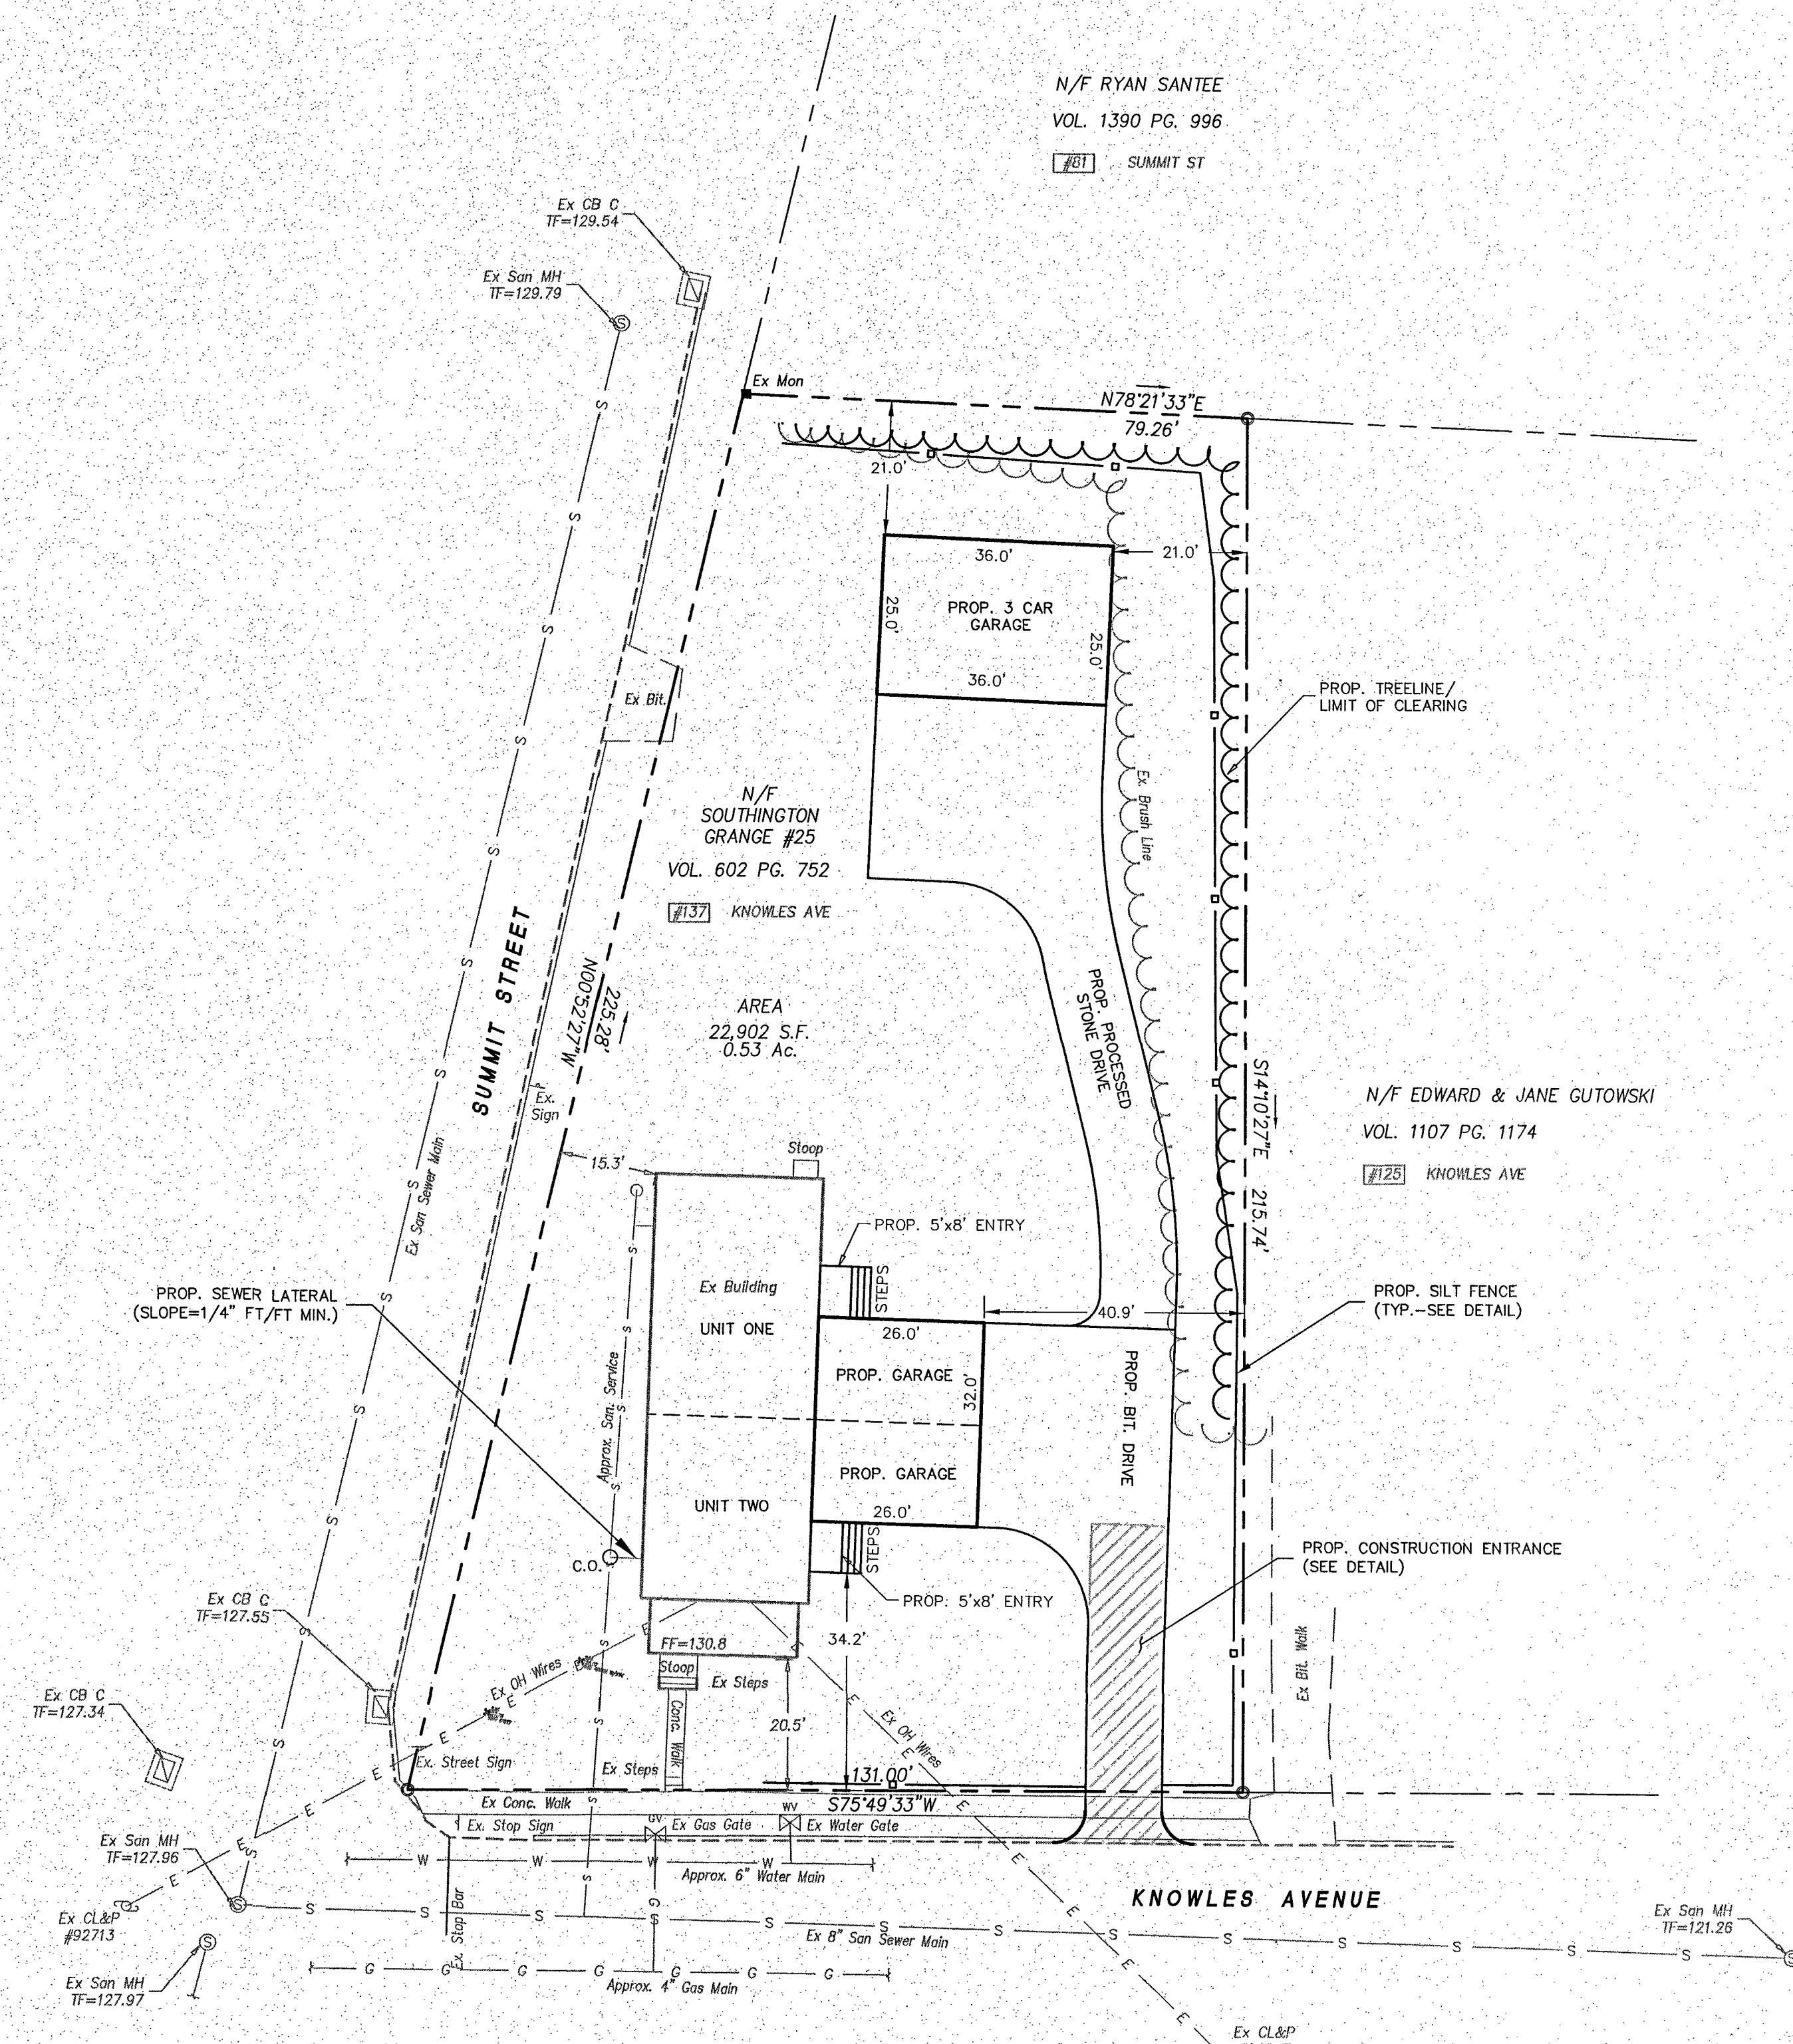 N/F RYAN SANTEE
VOL. 1390 PG. 996
#81 SUMMIT ST
Ex CB C
TF=129.54
Ex San MH
TF=129.79
Ex Mon
N78°21'33"E
79.26'
21.0'
36.0'
21.0'
25.0'
PROP. 3 CAR
GARAGE
25.0'
36.0'
PROP. TREELINE/
LIMIT OF CLEARING
Ex Bit.
Ex. Brush Line
N/F
SOUTHINGTON
GRANGE #25
VOL. 602 PG. 752
#137 KNOWLES AVE
SUMMIT STREET
N00°52'27"W
225.28'
AREA
22,902 S.F.
0.53 Ac.
PROP. PROCESSED
STONE DRIVE
S14°10'27"E 215.74'
N/F EDWARD & JANE GUTOWSKI
VOL. 1107 PG. 1174
#125 KNOWLES AVE
Ex.
Sign
Ex San Sewer Main
15.3'
Stoop
PROP. 5'x8' ENTRY
STEPS
Ex Building
UNIT ONE
PROP. SEWER LATERAL
(SLOPE=1/4" FT/FT MIN.)
PROP. SILT FENCE
(TYP.-SEE DETAIL)
40.9'
26.0'
PROP. GARAGE
32.0'
Approx. San. Service
PROP. BIT. DRIVE
PROP. GARAGE
UNIT TWO
26.0'
STEPS
C.O.
PROP. CONSTRUCTION ENTRANCE
(SEE DETAIL)
PROP. 5'x8' ENTRY
Ex CB C
TF=127.55
FF=130.8
34.2'
Ex Bit. Walk
Stoop
Ex Steps
Ex OH Wires
Ex CB C
TF=127.34
Conc. Walk
20.5'
Ex OH Wires
Ex. Street Sign
Ex Steps
131.00'
S75°49'33"W
Ex Conc. Walk
Ex. Stop Sign
GV
Ex Gas Gate
WV
Ex Water Gate
Ex San MH
TF=127.96
W W W W
Approx. 6" Water Main
KNOWLES AVENUE
Ex CL&P
#92713
Ex Stop Bar
S S S S S S S S S S S S S
Ex 8" San Sewer Main
Ex San MH
TF=121.26
G G G G G G G
Approx. 4" Gas Main
Ex San MH
TF=127.97
Ex CL&P